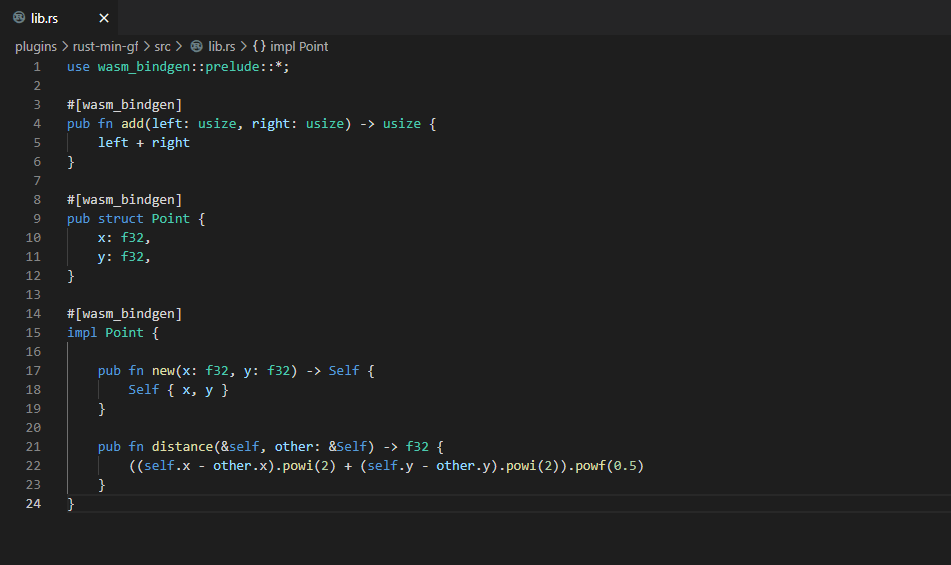 lib.rs
plugins > rust-min-gf > src > lib.rs > {} impl Point
1 use wasm_bindgen::prelude::*;
2
3 #[wasm_bindgen]
4 pub fn add(left: usize, right: usize) -> usize {
5     left + right
6 }
7
8 #[wasm_bindgen]
9 pub struct Point {
10     x: f32,
11     y: f32,
12 }
13
14 #[wasm_bindgen]
15 impl Point {
16
17     pub fn new(x: f32, y: f32) -> Self {
18         Self { x, y }
19     }
20
21     pub fn distance(&self, other: &Self) -> f32 {
22         ((self.x - other.x).powi(2) + (self.y - other.y).powi(2)).powf(0.5)
23     }
24 }